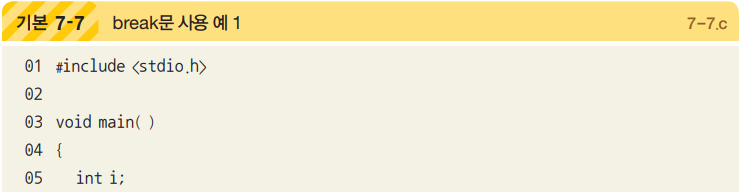 기본 7-7 break문 사용 예 1 7-7.c
01 #include <stdio.h>
02
03 void main( )
04 {
05 int i;